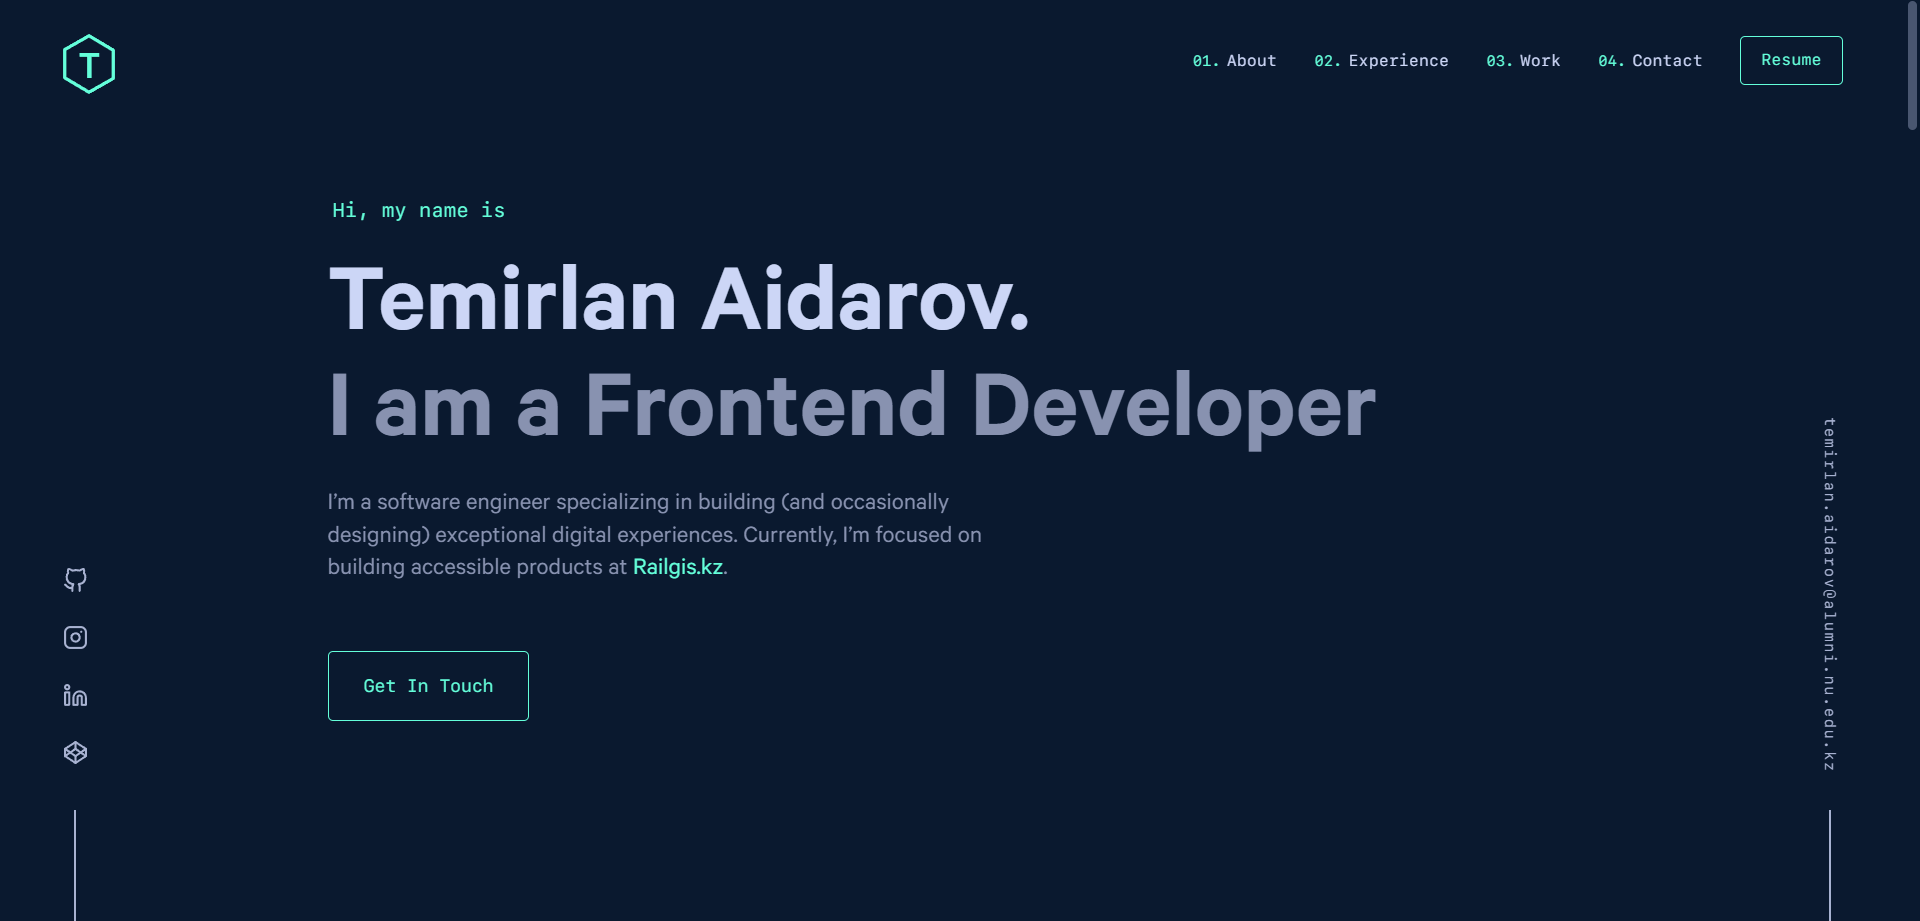 T
01. About 02. Experience 03. Work 04. Contact Resume
Hi, my name is
Temirlan Aidarov.
I am a Frontend Developer
I’m a software engineer specializing in building (and occasionally
designing) exceptional digital experiences. Currently, I’m focused on
building accessible products at Railgis.kz.
Get In Touch
temirlan.aidarov@alumni.nu.edu.kz